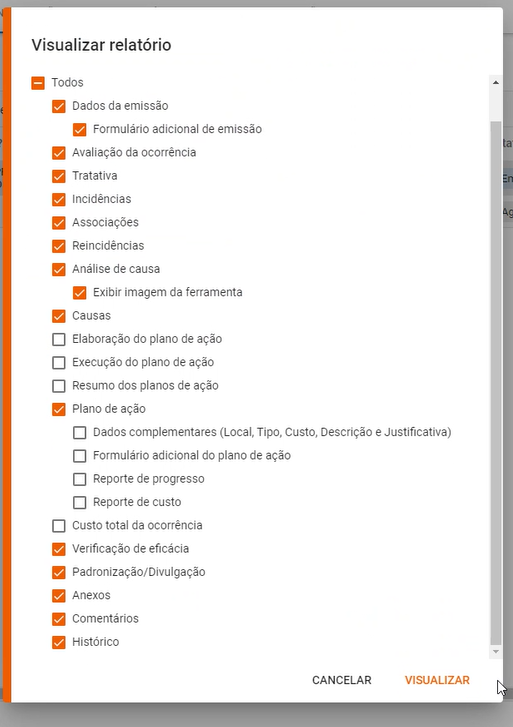 Visualizar relatório
Todos
Dados da emissão
Formulário adicional de emissão
Avaliação da ocorrência
Tratativa
Incidências
Associações
Reincidências
Análise de causa
Exibir imagem da ferramenta
Causas
Elaboração do plano de ação
Execução do plano de ação
Resumo dos planos de ação
Plano de ação
Dados complementares (Local, Tipo, Custo, Descrição e Justificativa)
Formulário adicional do plano de ação
Reporte de progresso
Reporte de custo
Custo total da ocorrência
Verificação de eficácia
Padronização/Divulgação
Anexos
Comentários
Histórico
CANCELAR VISUALIZAR